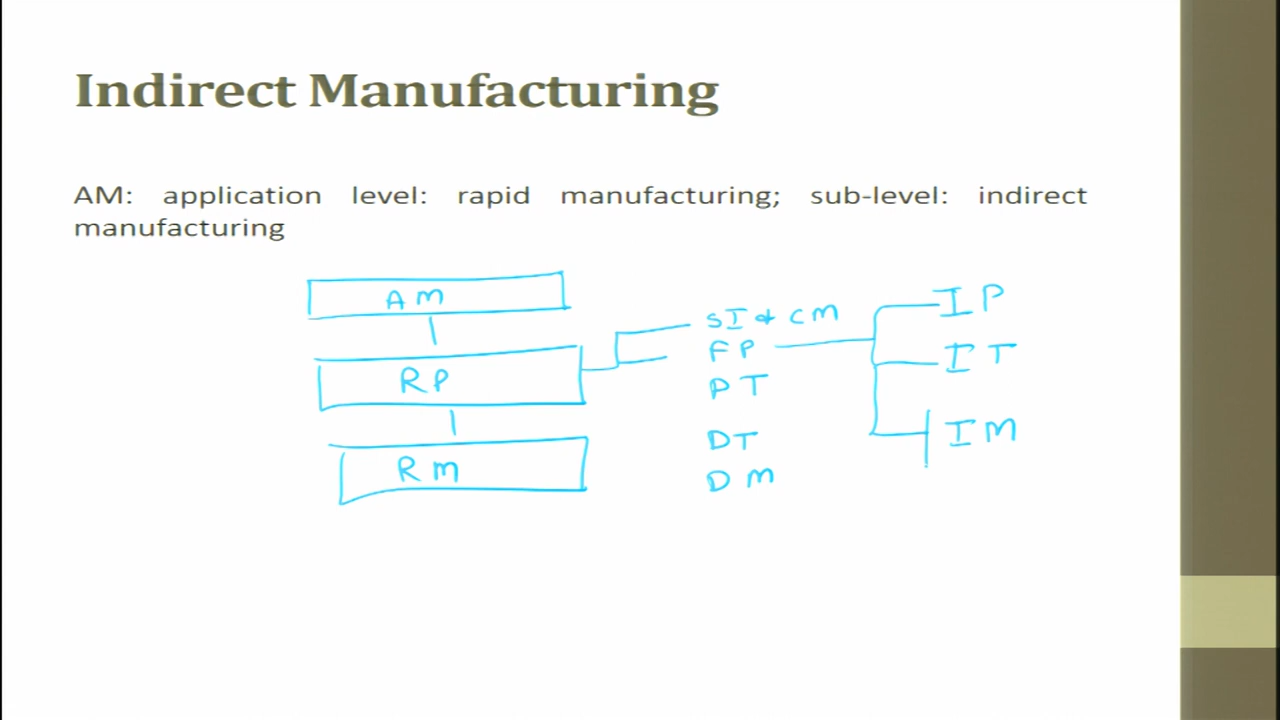 Indirect Manufacturing
AM: application level: rapid manufacturing; sub-level: indirect
manufacturing
AM
RP
RM
SI & CM
FP
PT
DT
DM
IP
IT
IM